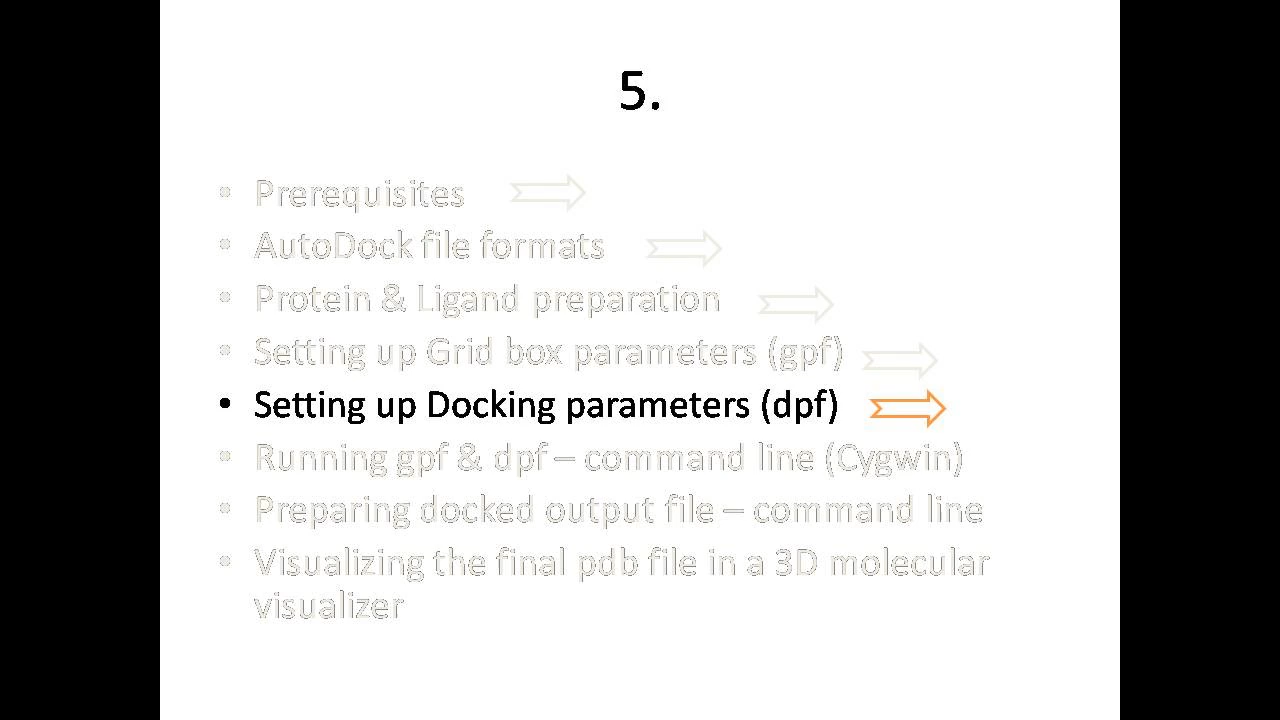 5.
• Prerequisites
• AutoDock file formats
• Protein & Ligand preparation
• Setting up Grid box parameters (gpf)
• Setting up Docking parameters (dpf)
• Running gpf & dpf – command line (Cygwin)
• Preparing docked output file – command line
• Visualizing the final pdb file in a 3D molecular
visualizer